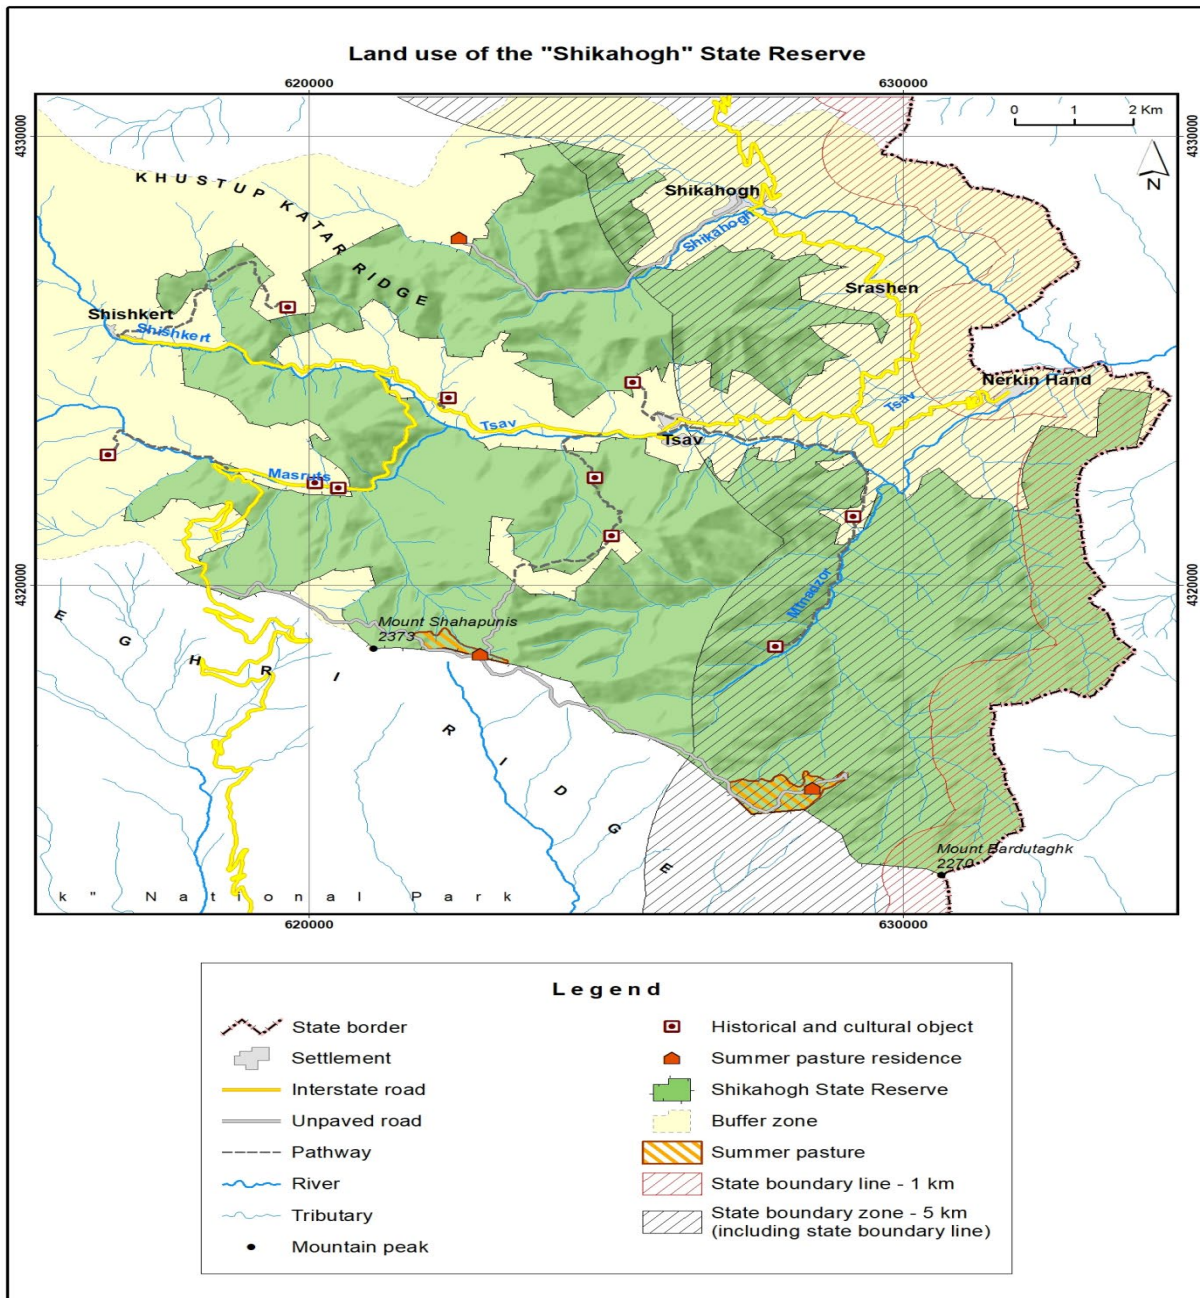 Land use of the "Shikahogh" State Reserve
620000
630000
0 1 2 Km
4330000
4330000
N
KHUSTUP KATAR RIDGE
Shikahogh
Shikahogh
Srashen
Shishkert
Shishkert
Nerkin Hand
Tsav
Tsav
Tsav
Masruts
4320000
4320000
Mtnadzor
Mount Shahapunis
2373
EGHRI RIDGE
Mount Bardutaghk
2270
k" National Park
620000
630000
Legend
State border
Settlement
Interstate road
Unpaved road
Pathway
River
Tributary
Mountain peak
Historical and cultural object
Summer pasture residence
Shikahogh State Reserve
Buffer zone
Summer pasture
State boundary line - 1 km
State boundary zone - 5 km
(including state boundary line)